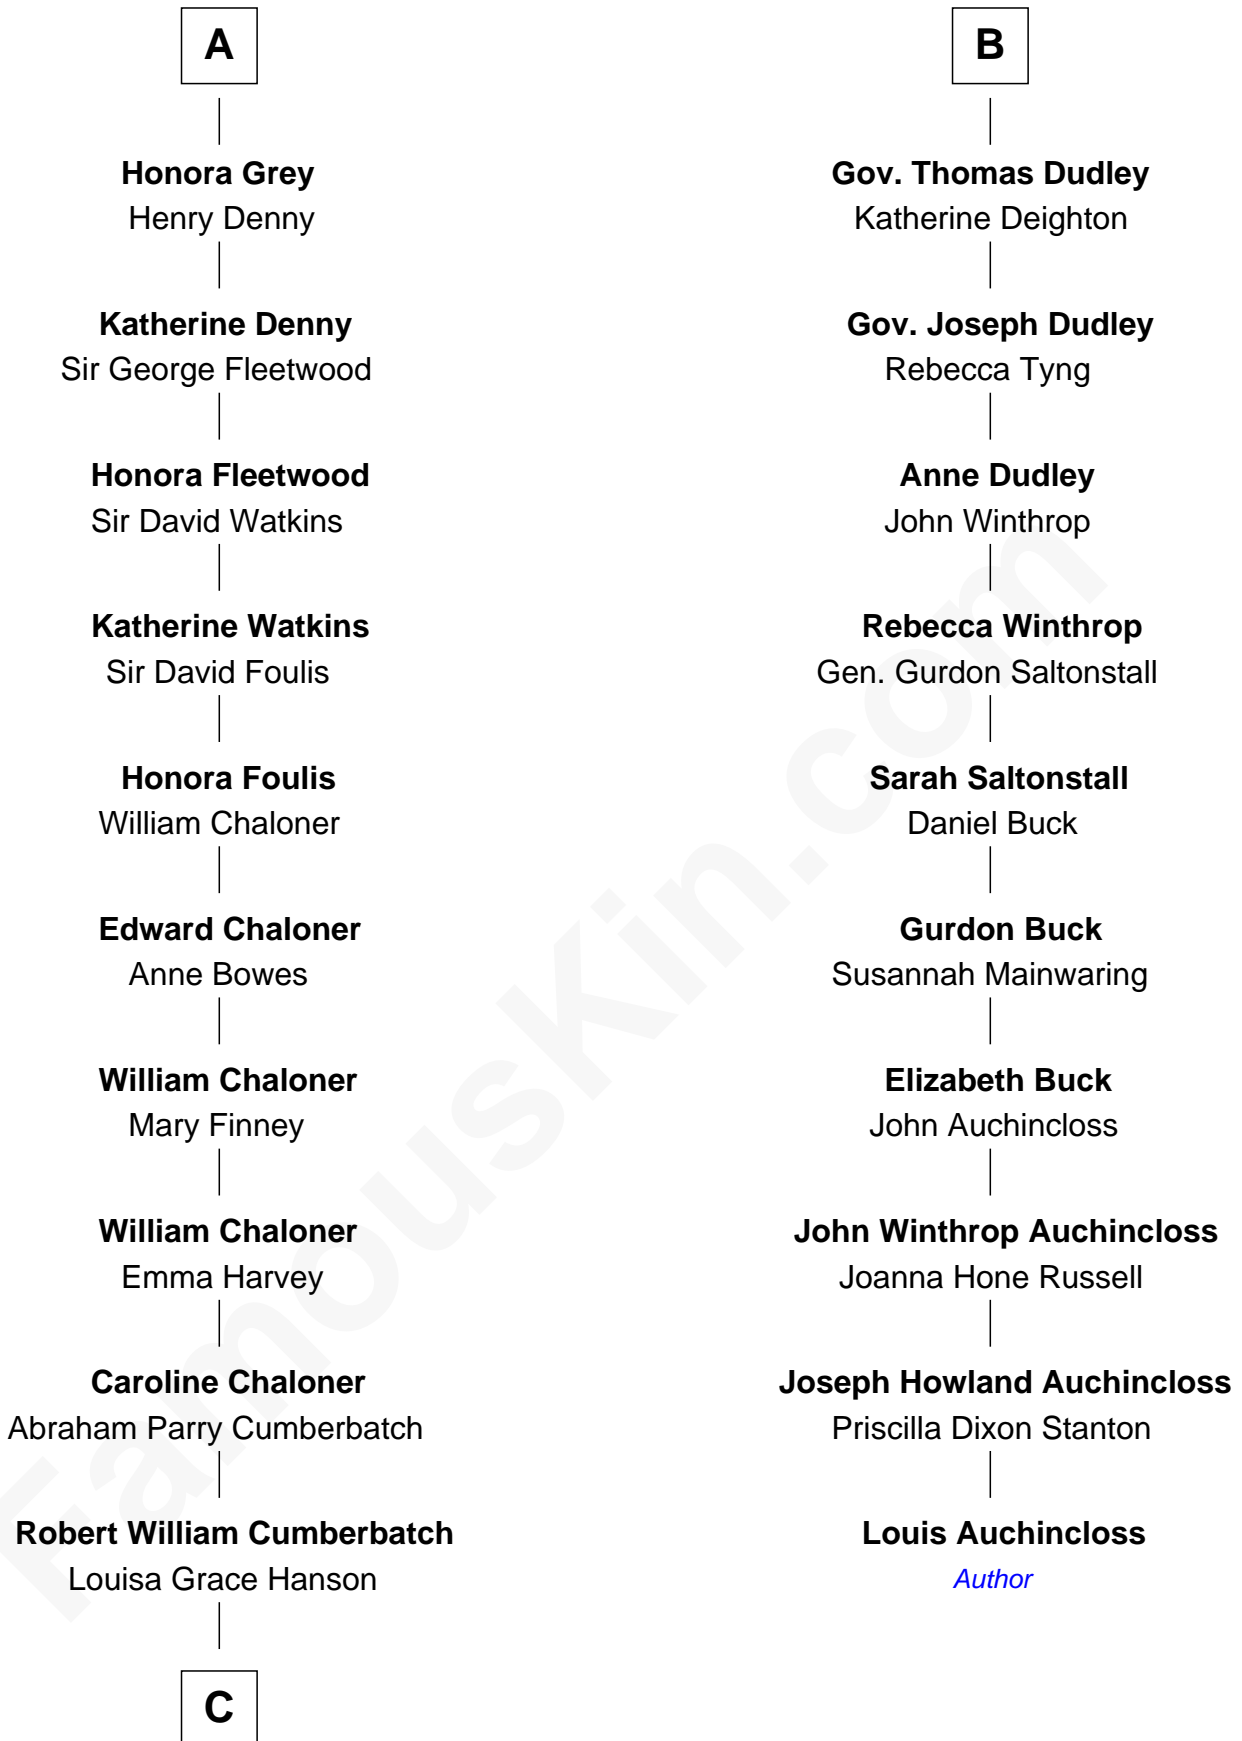 A
Honora Grey
Henry Denny
Katherine Denny
Sir George Fleetwood
Honora Fleetwood
Sir David Watkins
Katherine Watkins
Sir David Foulis
Honora Foulis
William Chaloner
Edward Chaloner
Anne Bowes
William Chaloner
Mary Finney
William Chaloner
Emma Harvey
Caroline Chaloner
Abraham Parry Cumberbatch
Robert William Cumberbatch
Louisa Grace Hanson
C
B
Gov. Thomas Dudley
Katherine Deighton
Gov. Joseph Dudley
Rebecca Tyng
Anne Dudley
John Winthrop
Rebecca Winthrop
Gen. Gurdon Saltonstall
Sarah Saltonstall
Daniel Buck
Gurdon Buck
Susannah Mainwaring
Elizabeth Buck
John Auchincloss
John Winthrop Auchincloss
Joanna Hone Russell
Joseph Howland Auchincloss
Priscilla Dixon Stanton
Louis Auchincloss
Author
FamousKin.com